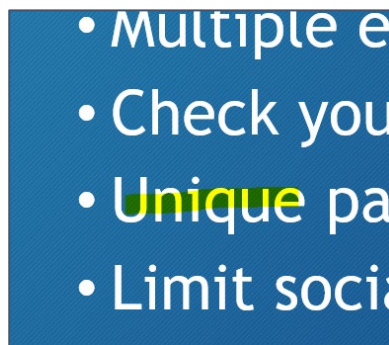 • Multiple e
• Check you
• Unique pa
• Limit socia